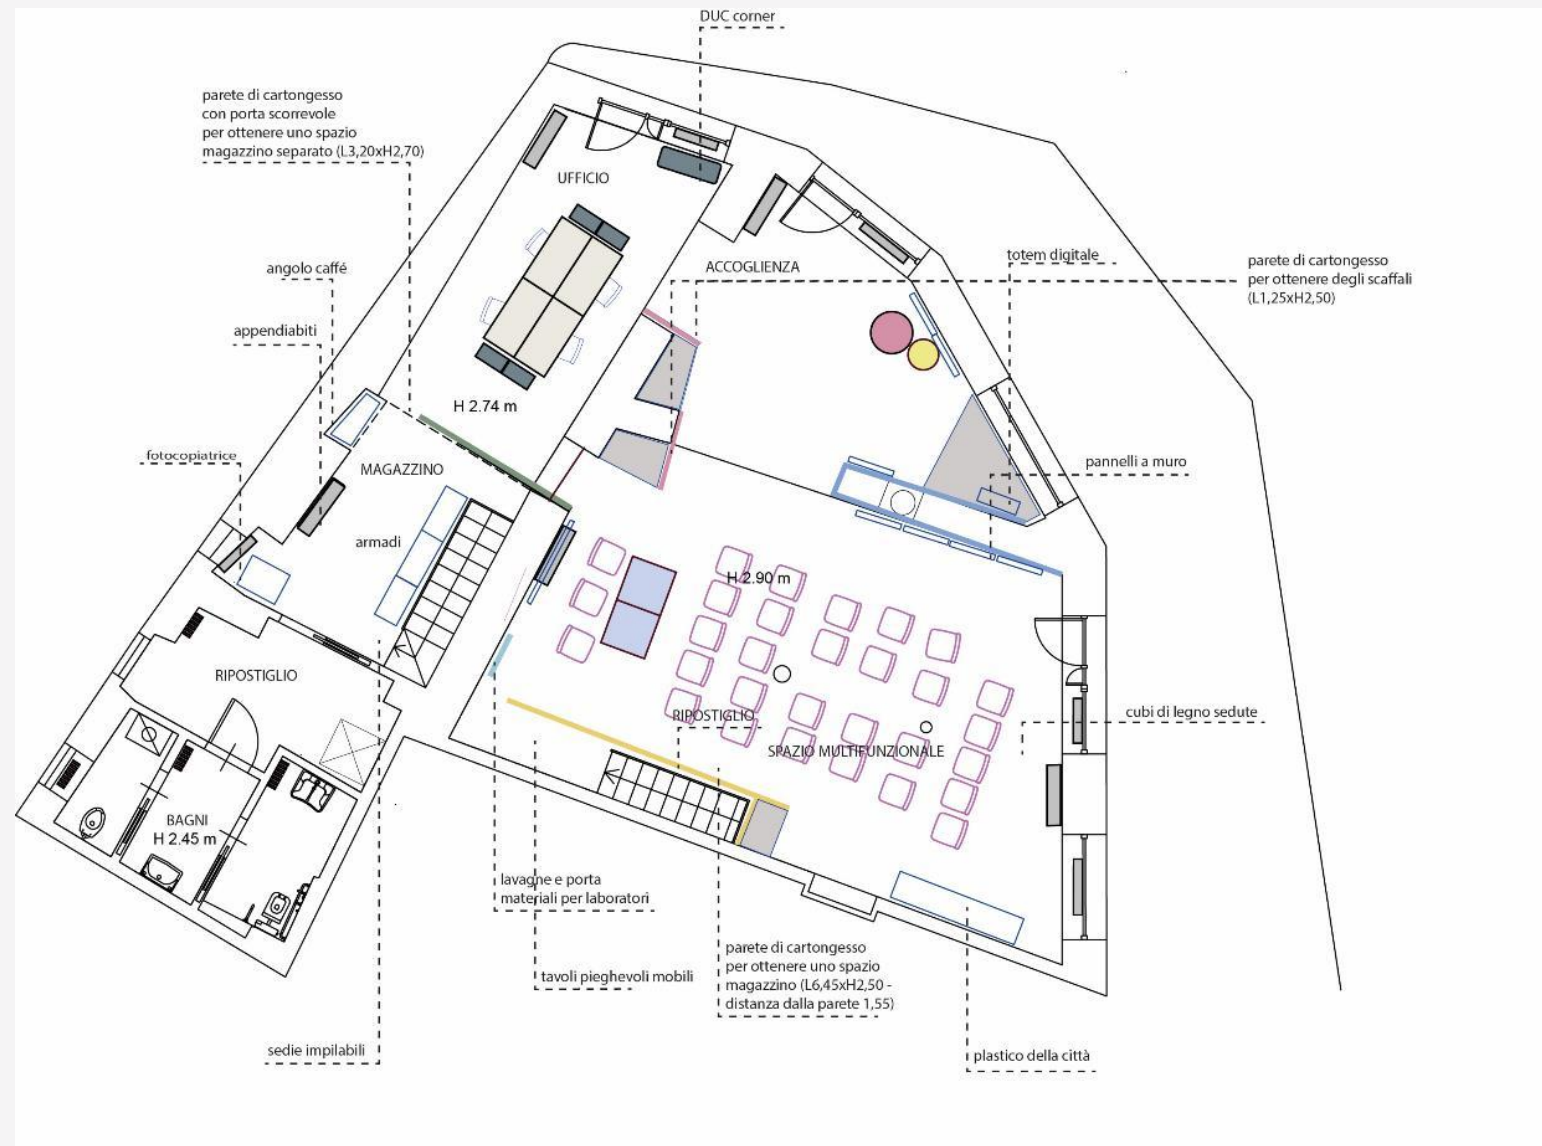 DUC corner
parete di cartongesso
con porta scorrevole
per ottenere uno spazio
magazzino separato (L3,20xH2,70)
UFFICIO
angolo caffé
ACCOGLIENZA
totem digitale
parete di cartongesso
per ottenere degli scaffali
(L1,25xH2,50)
appendiabiti
H 2.74 m
fotocopiatrice
MAGAZZINO
pannelli a muro
armadi
H 2.90 m
RIPOSTIGLIO
RIPOSTIGLIO
cubi di legno sedute
SPAZIO MULTIFUNZIONALE
BAGNI
H 2.45 m
lavagne e porta
materiali per laboratori
parete di cartongesso
per ottenere uno spazio
magazzino (L6,45xH2,50 -
distanza dalla parete 1,55)
tavoli pieghevoli mobili
sedie impilabili
plastico della città